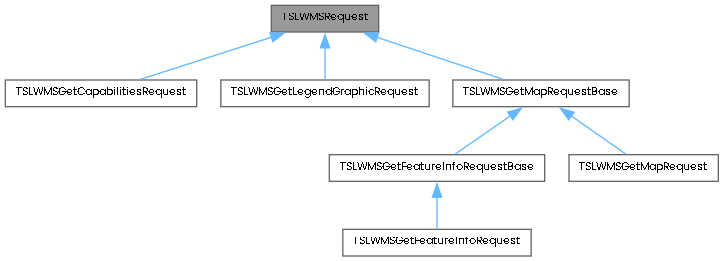 TSLWMSRequest
TSLWMSGetCapabilitiesRequest
TSLWMSGetLegendGraphicRequest
TSLWMSGetMapRequestBase
TSLWMSGetFeatureInfoRequestBase
TSLWMSGetMapRequest
TSLWMSGetFeatureInfoRequest